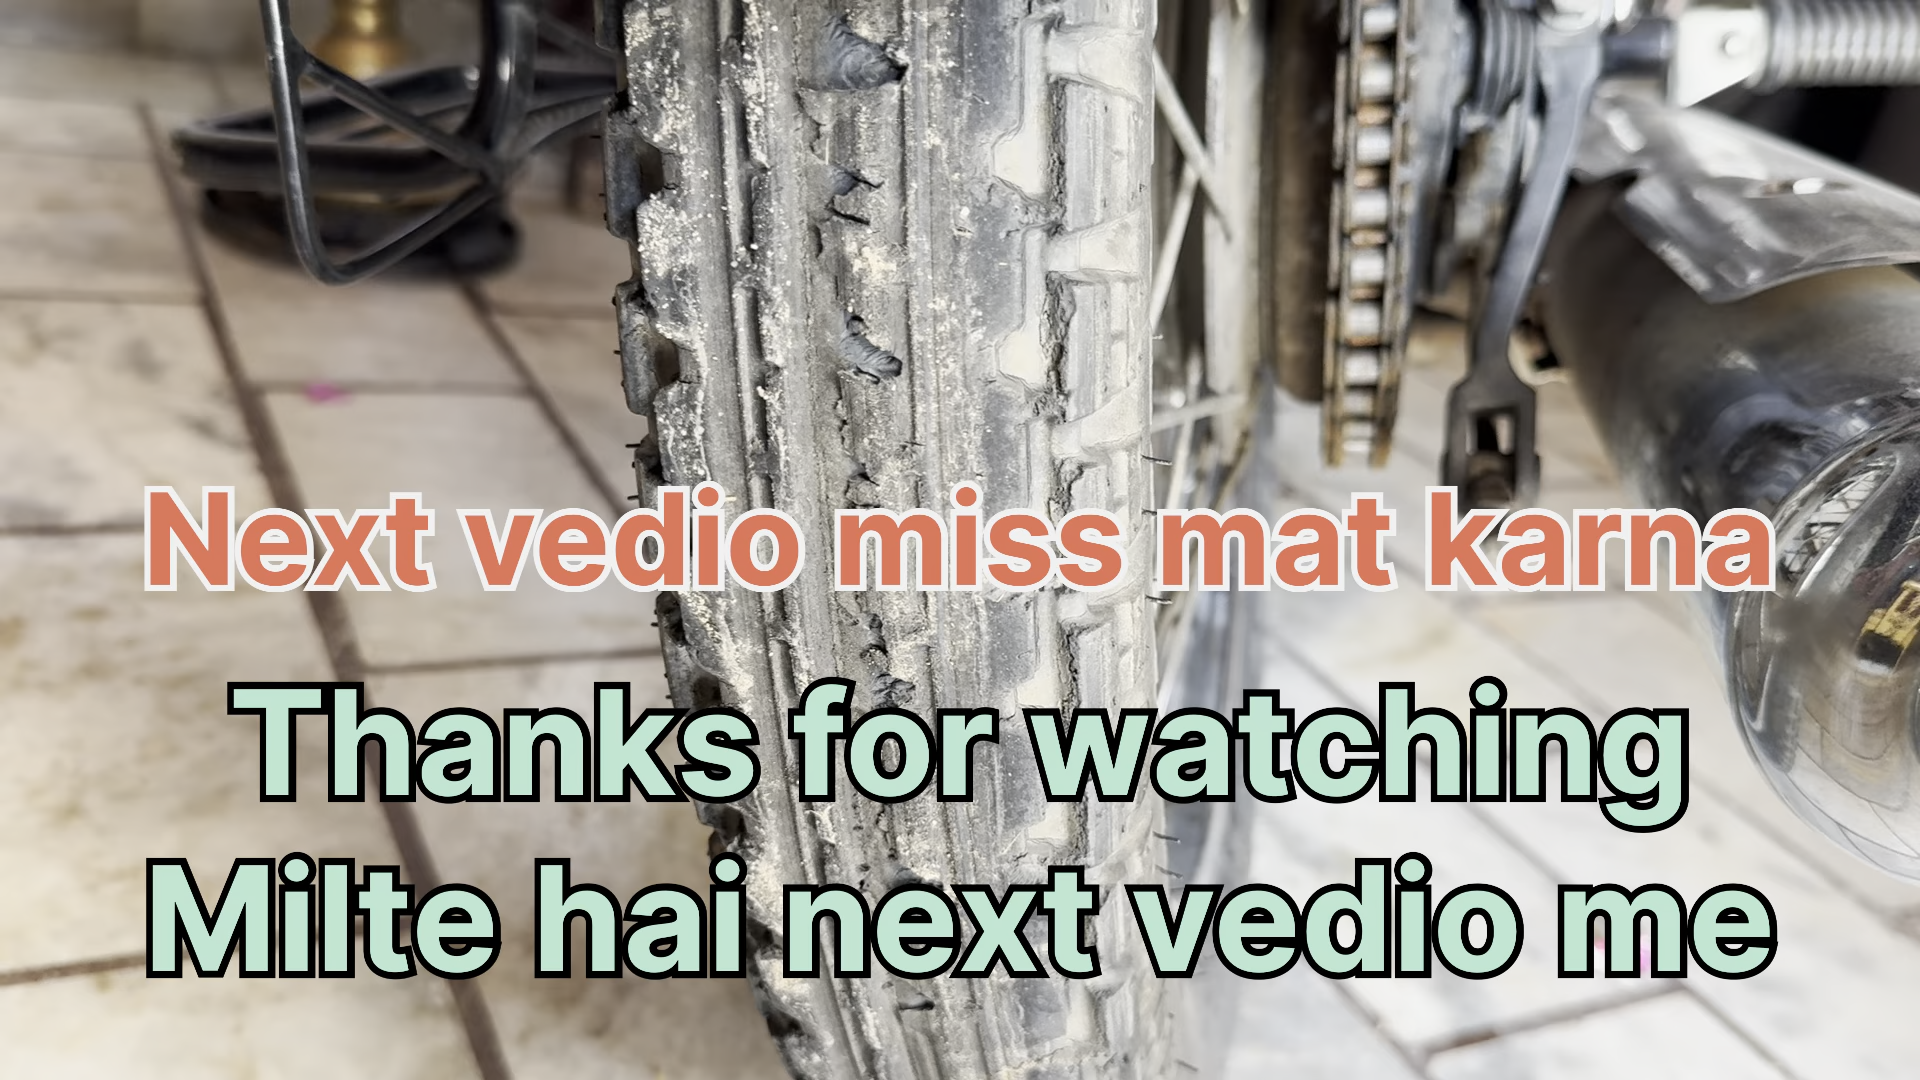 Next vedio miss mat karna
Thanks for watching
Milte hai next vedio me